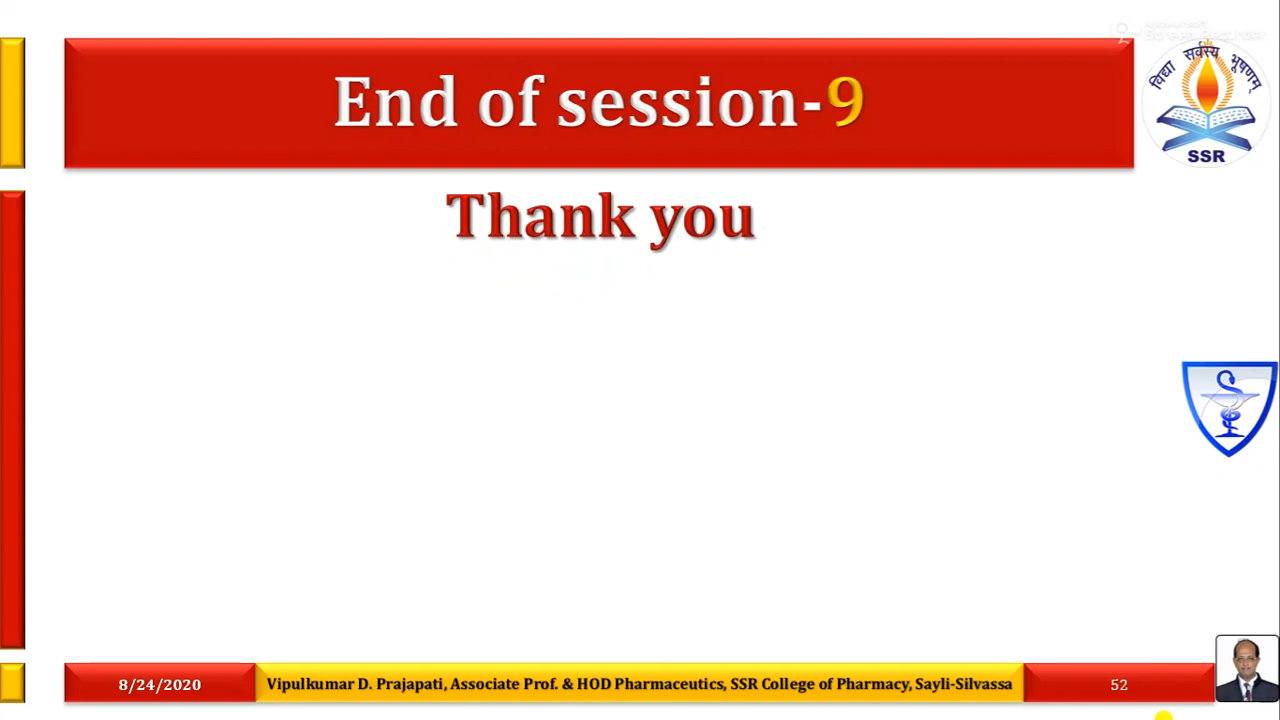 End of session-9
विद्या सर्वस्य भूषणम्
SSR
Thank you
8/24/2020
Vipulkumar D. Prajapati, Associate Prof. & HOD Pharmaceutics, SSR College of Pharmacy, Sayli-Silvassa
52